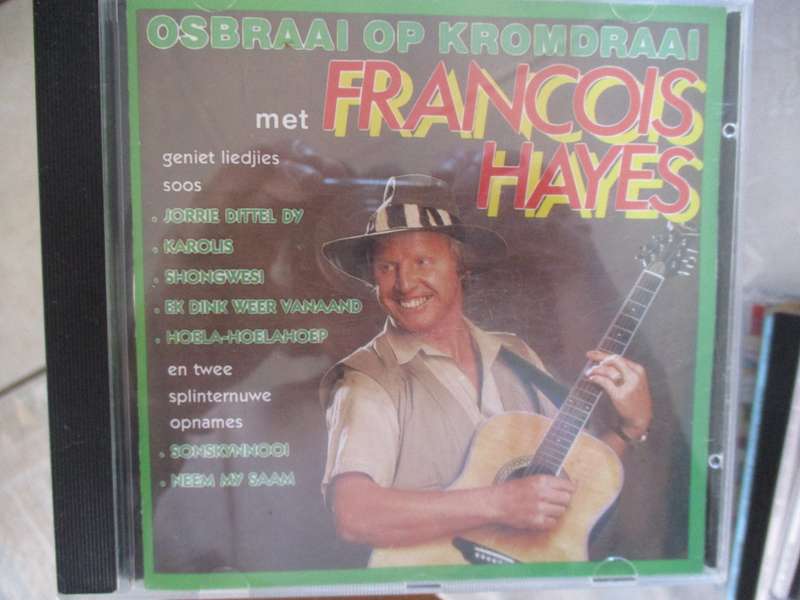 OSBRAAI OP KROMDRAAI
met FRANCOIS
HAYES
geniet liedjies
soos
• JORRIE DITTEL DY
• KAROLIS
• SHONGWESI
• EK DINK WEER VANAAND
• HOELA-HOELAHOEP
en twee
splinternuwe
opnames
• SONSKYNNOOI
• NEEM MY SAAM